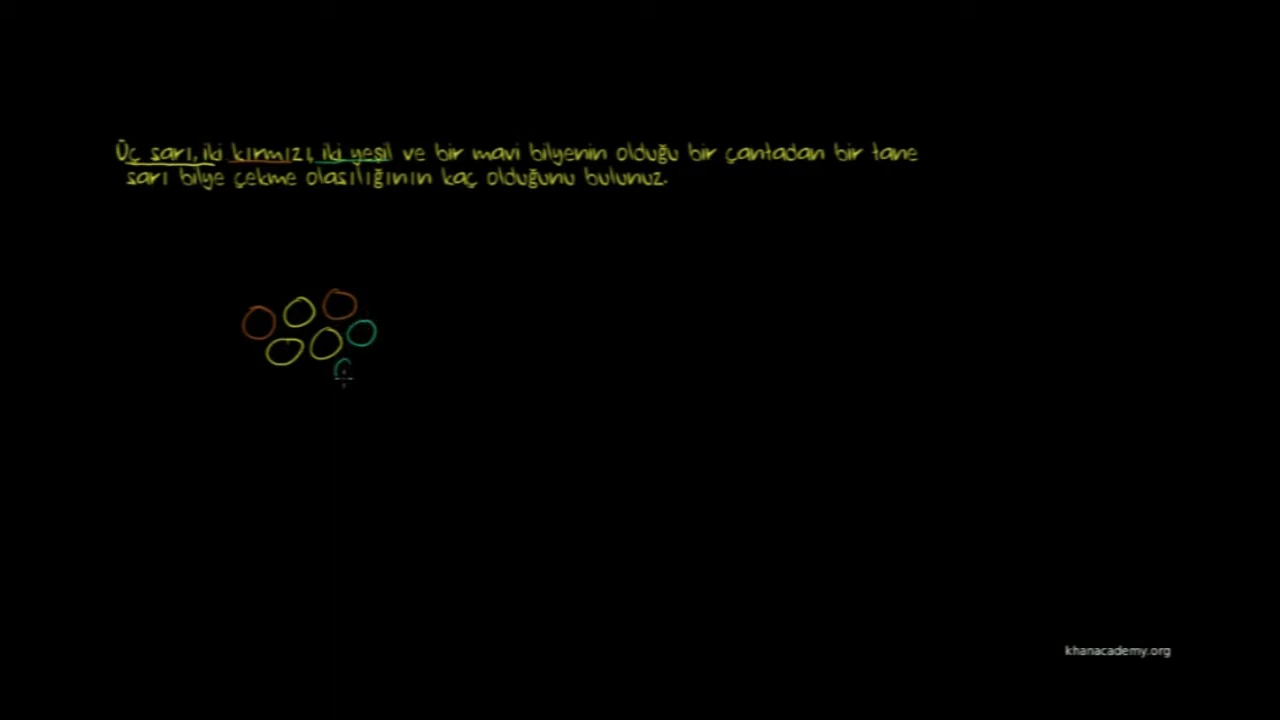 Üç sarı, iki kırmızı, iki yeşil ve bir mavi bilyenin olduğu bir çantadan bir tane
sarı bilye çekme olasılığının kaç olduğunu bulunuz.
khanacademy.org